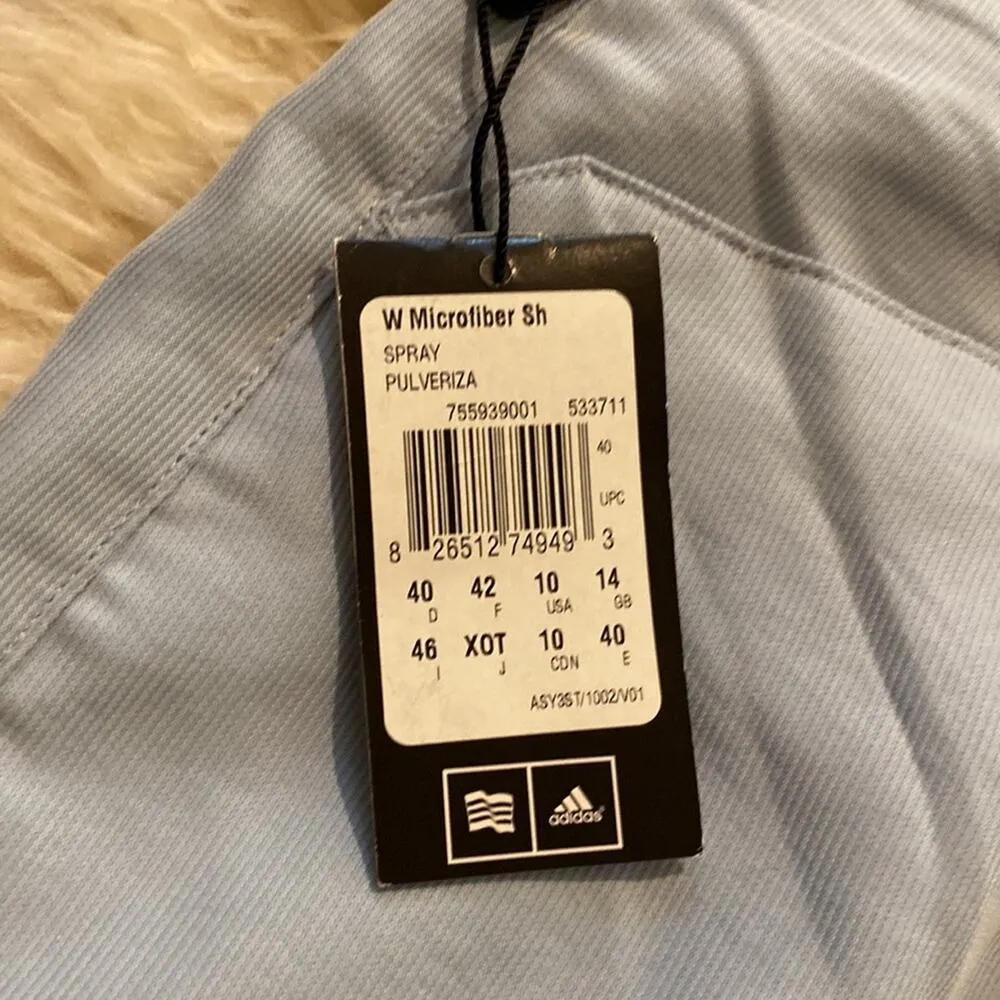 W Microfiber Sh
SPRAY
PULVERIZA
755939001 533711
40
UPC
8 26512 74949 3
40 42 10 14
D F USA GB
46 XOT 10 40
I J CDN E
ASY3ST/1002/V01
adidas®